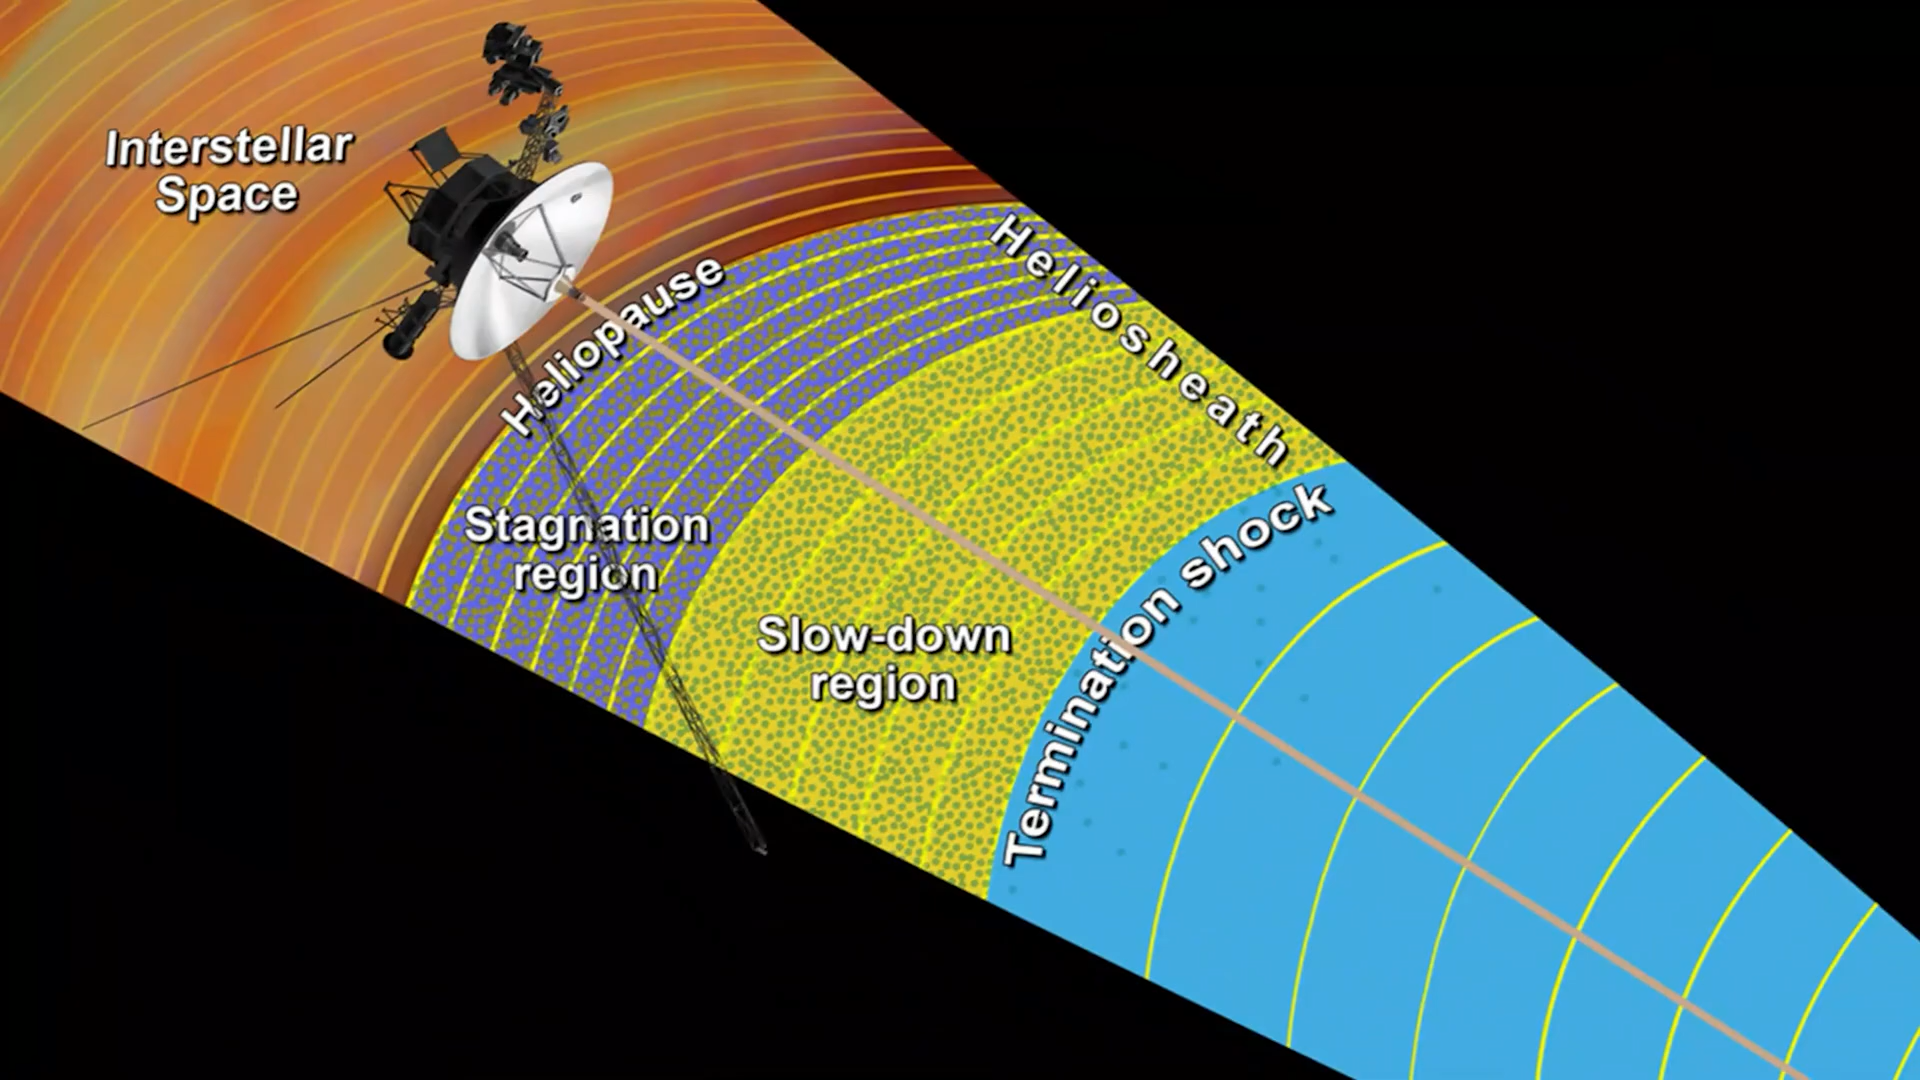 Interstellar
Space
Heliopause
Heliosheath
Stagnation
region
Slow-down
region
Termination shock